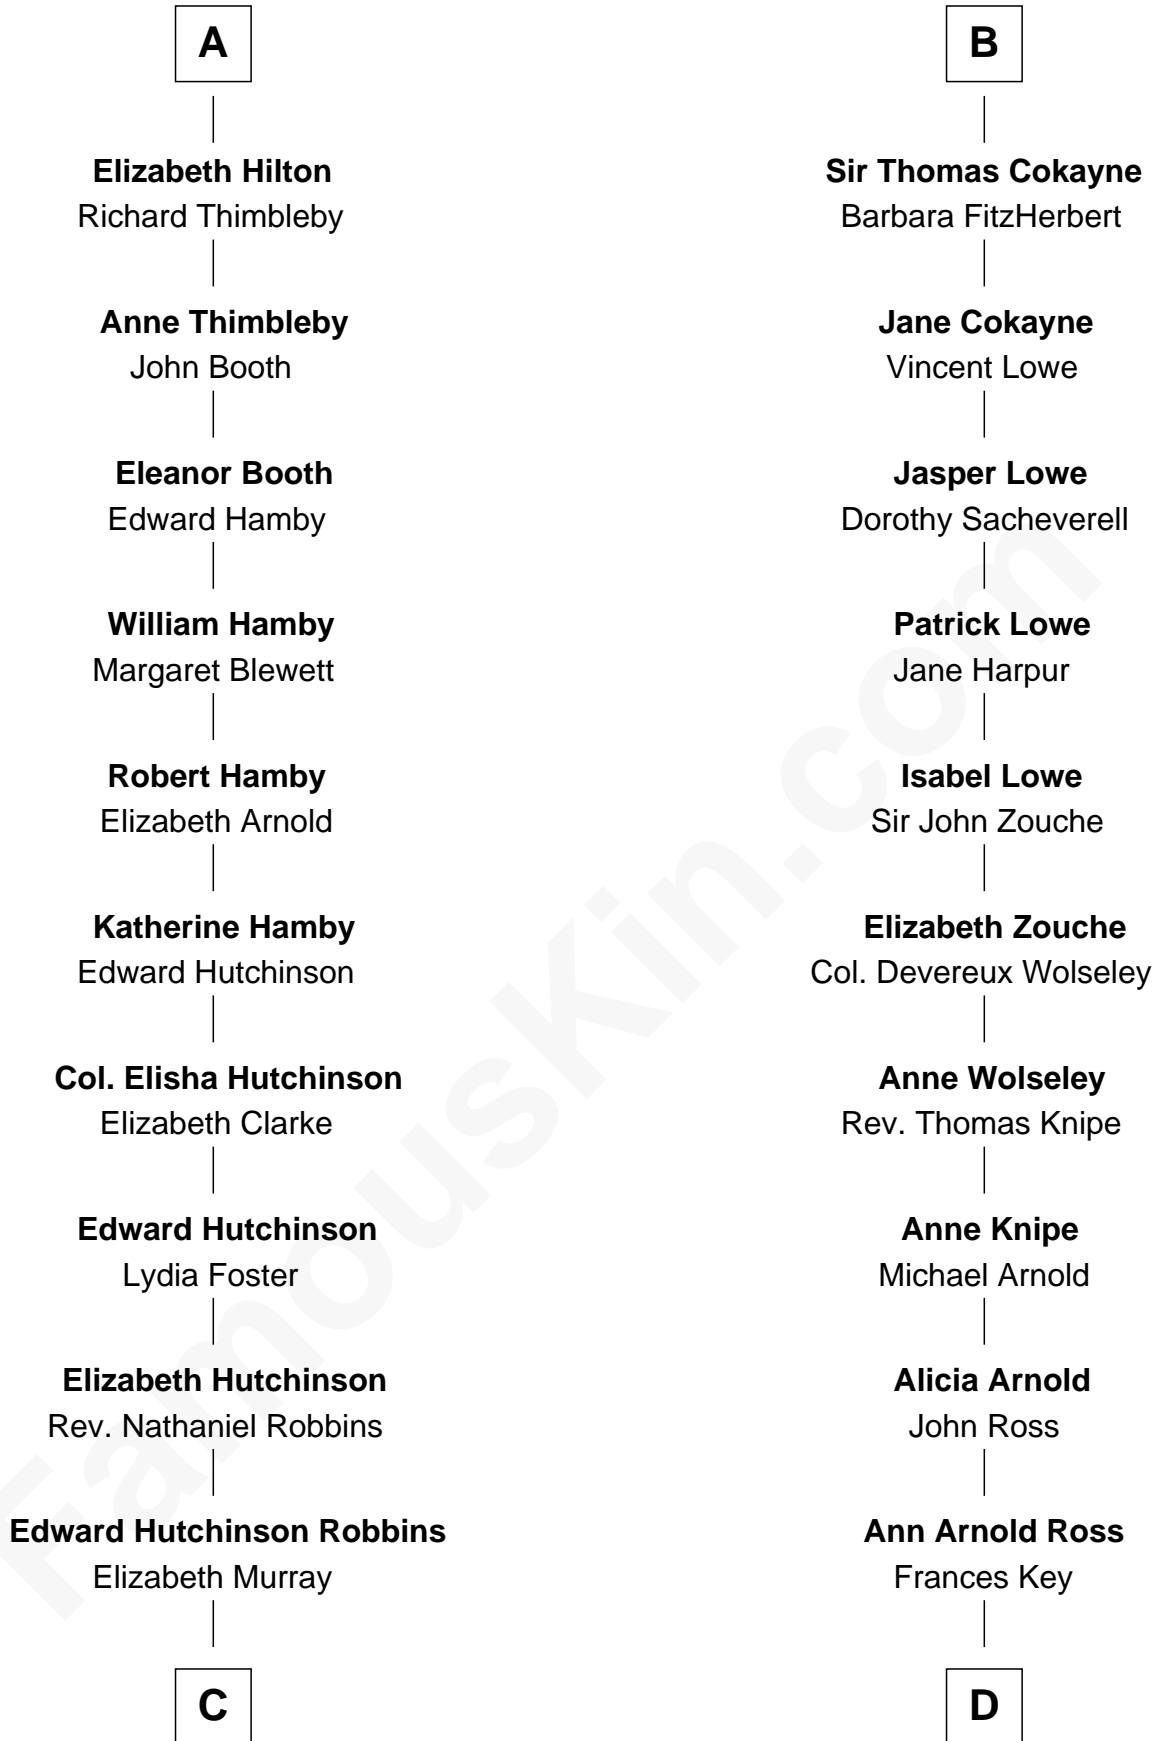 A
Elizabeth Hilton
Richard Thimbleby
Anne Thimbleby
John Booth
Eleanor Booth
Edward Hamby
William Hamby
Margaret Blewett
Robert Hamby
Elizabeth Arnold
Katherine Hamby
Edward Hutchinson
Col. Elisha Hutchinson
Elizabeth Clarke
Edward Hutchinson
Lydia Foster
Elizabeth Hutchinson
Rev. Nathaniel Robbins
Edward Hutchinson Robbins
Elizabeth Murray
C
B
Sir Thomas Cokayne
Barbara FitzHerbert
Jane Cokayne
Vincent Lowe
Jasper Lowe
Dorothy Sacheverell
Patrick Lowe
Jane Harpur
Isabel Lowe
Sir John Zouche
Elizabeth Zouche
Col. Devereux Wolseley
Anne Wolseley
Rev. Thomas Knipe
Anne Knipe
Michael Arnold
Alicia Arnold
John Ross
Ann Arnold Ross
Frances Key
D
FamousKin.com